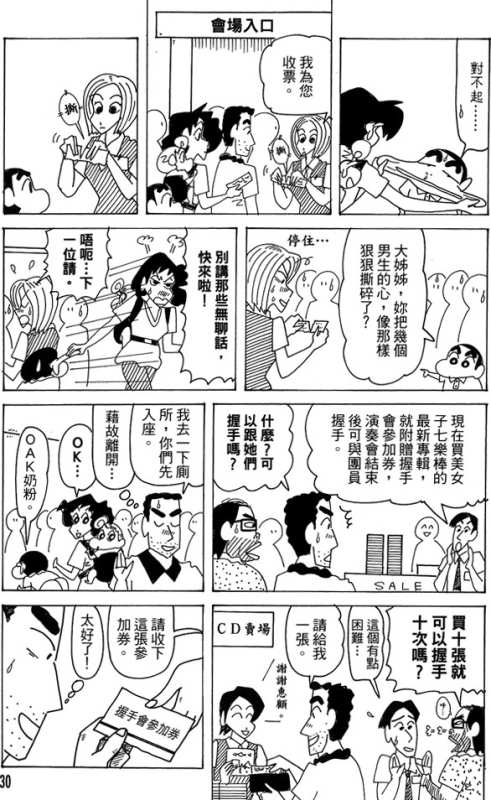 對不起……
會場入口
我為您
收票。
撕
撕
大姊姊，妳把幾個
男生的心，像那樣
狠狠撕碎了？
停住…
別講那些無聊話，
快來啦！
唔呃…下
一位請。
現在買美女
子七樂棒的
最新專輯，
就附贈握手
會參加券，
演奏會結束
後可與團員
握手。
SALE
什麼？可
以跟她們
握手嗎？
我去一下廁
所，你們先
入座。
藉故離開…
OK…
OAK奶粉。
買十張就
可以握手
十次嗎？
這個有點
困難…
請給我
一張。
謝謝惠顧。
CD賣場
請收下
這張參
加券。
握手會參加券
太好了！
30